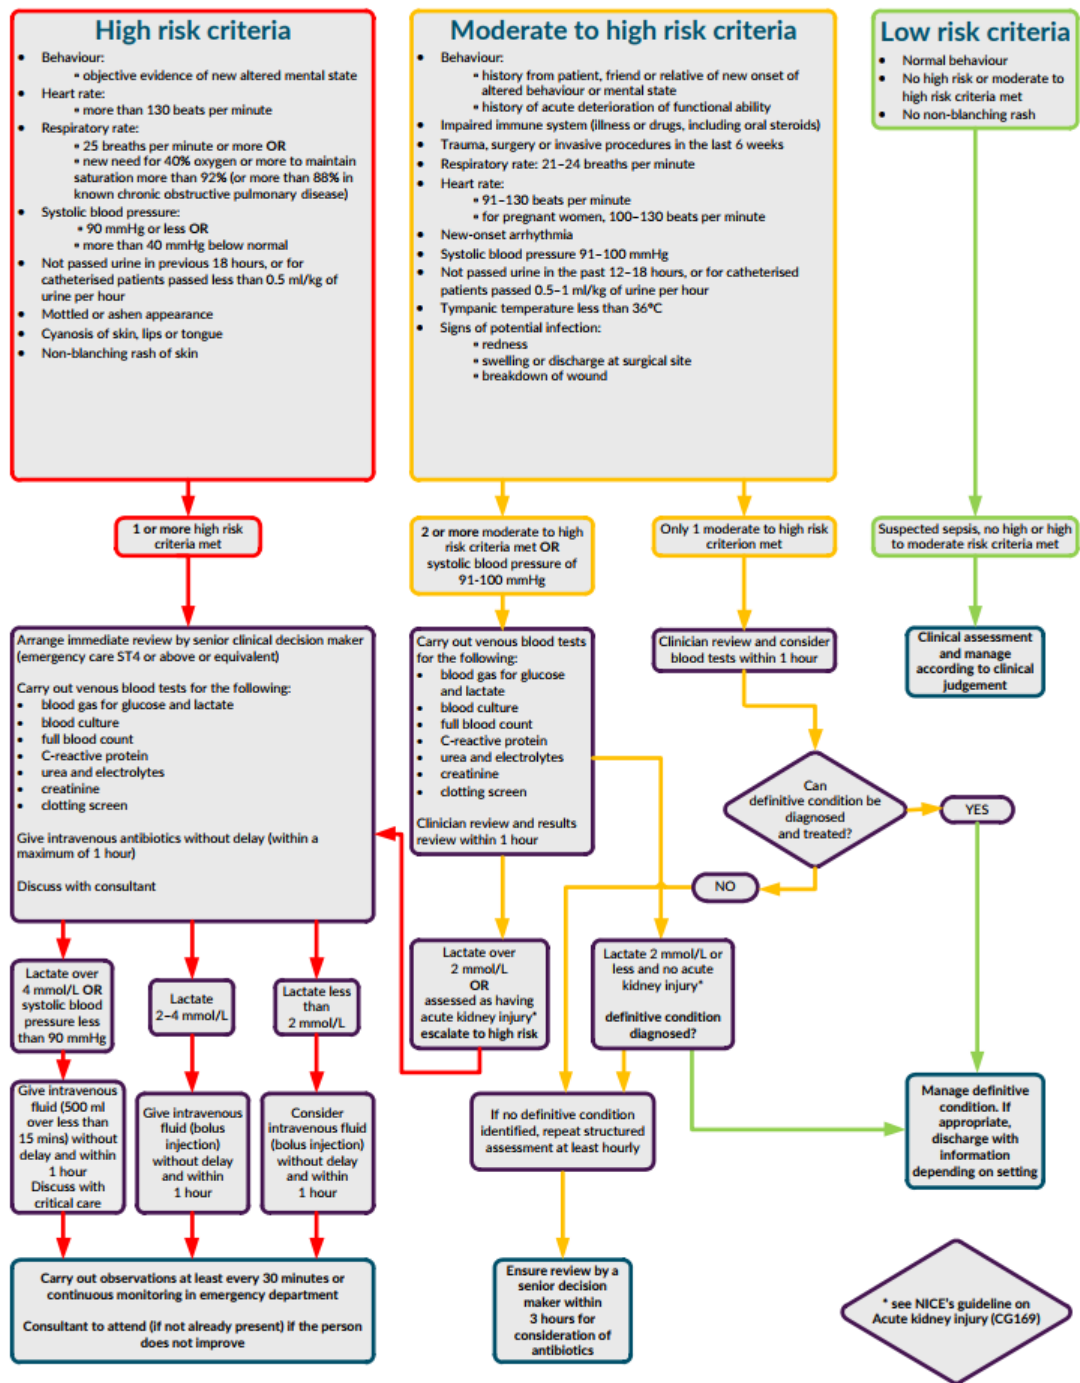 High risk criteria
• Behaviour:
▪ objective evidence of new altered mental state
• Heart rate:
▪ more than 130 beats per minute
• Respiratory rate:
▪ 25 breaths per minute or more OR
▪ new need for 40% oxygen or more to maintain
saturation more than 92% (or more than 88% in
known chronic obstructive pulmonary disease)
• Systolic blood pressure:
▪ 90 mmHg or less OR
▪ more than 40 mmHg below normal
• Not passed urine in previous 18 hours, or for
catheterised patients passed less than 0.5 ml/kg of
urine per hour
• Mottled or ashen appearance
• Cyanosis of skin, lips or tongue
• Non-blanching rash of skin
Moderate to high risk criteria
• Behaviour:
▪ history from patient, friend or relative of new onset of
altered behaviour or mental state
▪ history of acute deterioration of functional ability
• Impaired immune system (illness or drugs, including oral steroids)
• Trauma, surgery or invasive procedures in the last 6 weeks
• Respiratory rate: 21–24 breaths per minute
• Heart rate:
▪ 91–130 beats per minute
▪ for pregnant women, 100–130 beats per minute
• New-onset arrhythmia
• Systolic blood pressure 91–100 mmHg
• Not passed urine in the past 12–18 hours, or for catheterised
patients passed 0.5–1 ml/kg of urine per hour
• Tympanic temperature less than 36°C
• Signs of potential infection:
▪ redness
▪ swelling or discharge at surgical site
▪ breakdown of wound
Low risk criteria
• Normal behaviour
• No high risk or moderate to
high risk criteria met
• No non-blanching rash
1 or more high risk
criteria met
2 or more moderate to high
risk criteria met OR
systolic blood pressure of
91-100 mmHg
Only 1 moderate to high risk
criterion met
Suspected sepsis, no high or high
to moderate risk criteria met
Arrange immediate review by senior clinical decision maker
(emergency care ST4 or above or equivalent)
Carry out venous blood tests for the following:
• blood gas for glucose and lactate
• blood culture
• full blood count
• C-reactive protein
• urea and electrolytes
• creatinine
• clotting screen
Give intravenous antibiotics without delay (within a
maximum of 1 hour)
Discuss with consultant
Carry out venous blood tests
for the following:
• blood gas for glucose
and lactate
• blood culture
• full blood count
• C-reactive protein
• urea and electrolytes
• creatinine
• clotting screen
Clinician review and results
review within 1 hour
Clinician review and consider
blood tests within 1 hour
Clinical assessment
and manage
according to clinical
judgement
Can
definitive condition be
diagnosed
and treated?
YES
NO
Lactate over
4 mmol/L OR
systolic blood
pressure less
than 90 mmHg
Lactate
2–4 mmol/L
Lactate less
than
2 mmol/L
Lactate over
2 mmol/L
OR
assessed as having
acute kidney injury*
escalate to high risk
Lactate 2 mmol/L or
less and no acute
kidney injury*
definitive condition
diagnosed?
Give intravenous
fluid (500 ml
over less than
15 mins) without
delay and within
1 hour
Discuss with
critical care
Give intravenous
fluid (bolus
injection)
without delay
and within
1 hour
Consider
intravenous fluid
(bolus injection)
without delay
and within
1 hour
If no definitive condition
identified, repeat structured
assessment at least hourly
Manage definitive
condition. If
appropriate,
discharge with
information
depending on setting
Carry out observations at least every 30 minutes or
continuous monitoring in emergency department
Consultant to attend (if not already present) if the person
does not improve
Ensure review by a
senior decision
maker within
3 hours for
consideration of
antibiotics
* see NICE's guideline on
Acute kidney injury (CG169)